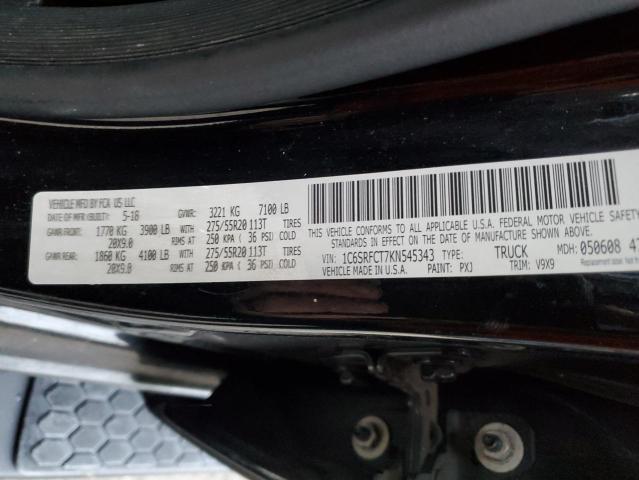 VEHICLE MFD BY FCA US LLC
DATE OF MFR (BUILT): 5-18 GVWR: 3221 KG 7100 LB
GAWR FRONT: 1770 KG 3900 LB WITH 275/55R20 113T TIRES
20X9.0 RIMS AT 250 KPA ( 36 PSI) COLD
GAWR REAR: 1860 KG 4100 LB WITH 275/55R20 113T TIRES
20X9.0 RIMS AT 250 KPA ( 36 PSI) COLD
THIS VEHICLE CONFORMS TO ALL APPLICABLE U.S.A. FEDERAL MOTOR VEHICLE SAFETY
STANDARDS IN EFFECT ON THE DATE OF MANUFACTURE SHOWN ABOVE.
VIN: 1C6SRFCT7KN545343 TYPE: TRUCK MDH: 050608
MADE IN U.S.A. PAINT: PXJ TRIM: V9X9